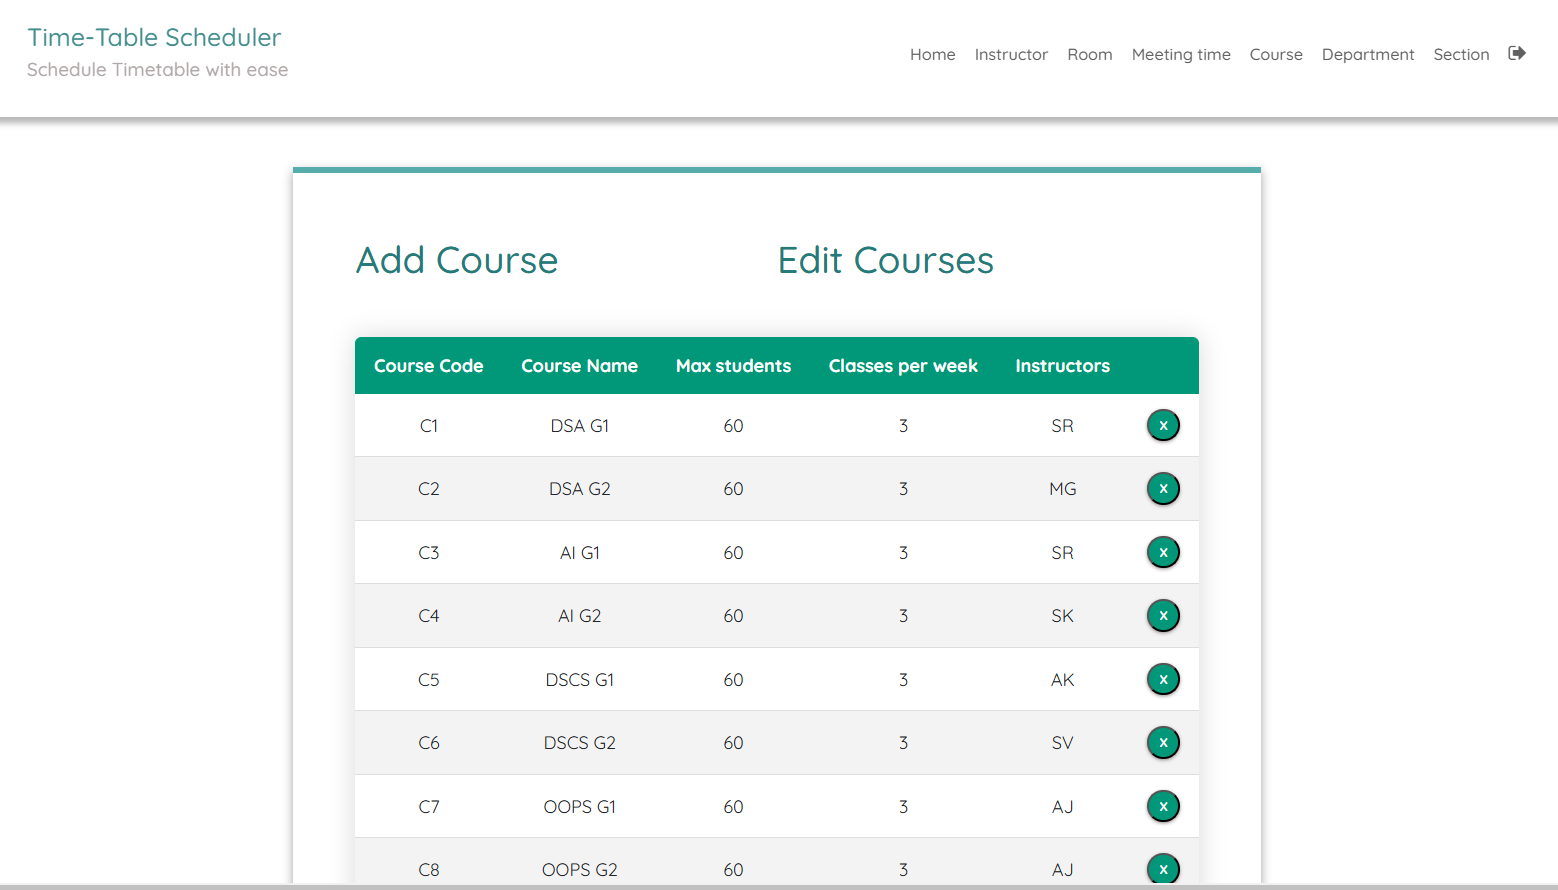 Time-Table Scheduler
Schedule Timetable with ease
Home Instructor Room Meeting time Course Department Section
Add Course Edit Courses
Course Code Course Name Max students Classes per week Instructors
C1 DSA G1 60 3 SR x
C2 DSA G2 60 3 MG x
C3 AI G1 60 3 SR x
C4 AI G2 60 3 SK x
C5 DSCS G1 60 3 AK x
C6 DSCS G2 60 3 SV x
C7 OOPS G1 60 3 AJ x
C8 OOPS G2 60 3 AJ x